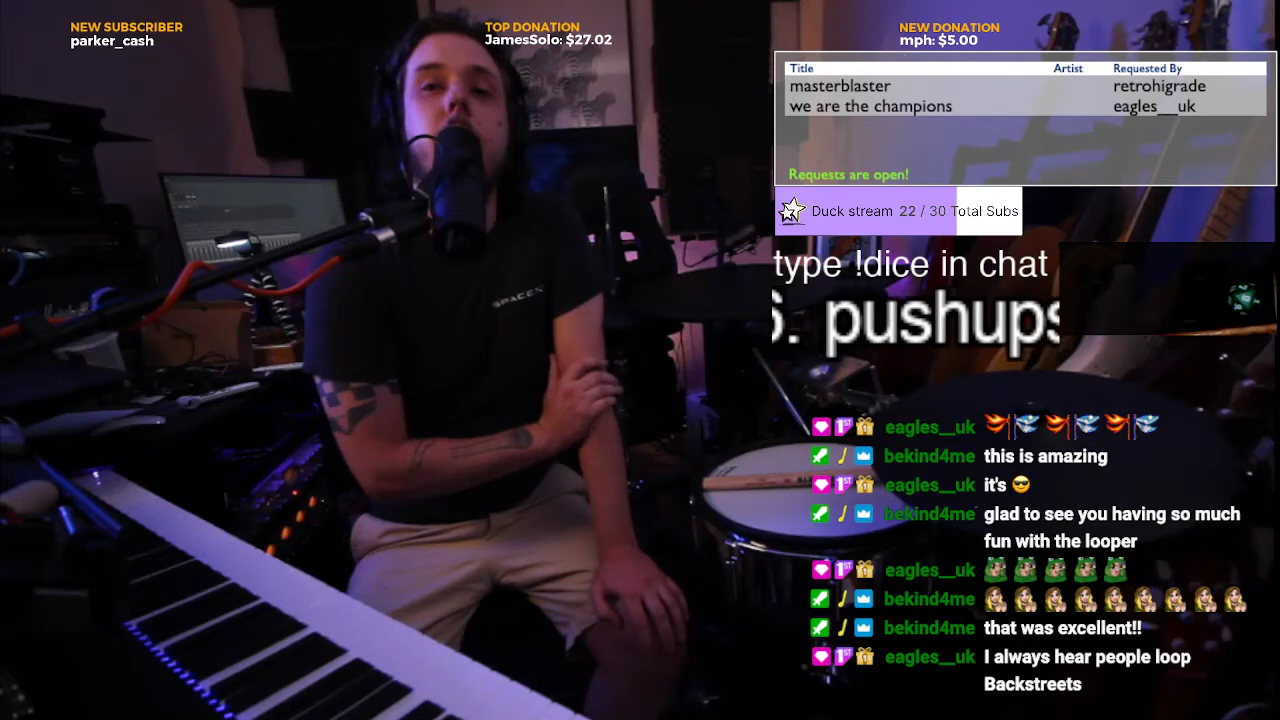 NEW SUBSCRIBER
parker_cash
TOP DONATION
JamesSolo: $27.02
NEW DONATION
mph: $5.00
Title Artist Requested By
masterblaster retrohigrade
we are the champions eagles__uk
Requests are open!
Duck stream 22 / 30 Total Subs
type !dice in chat
6. pushups
SPACEX
eagles__uk
bekind4me this is amazing
eagles__uk it's
bekind4me glad to see you having so much
fun with the looper
eagles__uk
bekind4me
bekind4me that was excellent!!
eagles__uk I always hear people loop
Backstreets